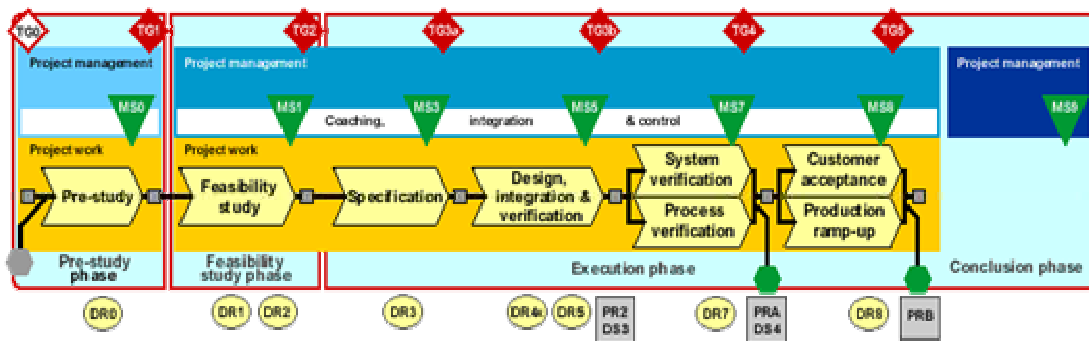 TG0 TG1 TG2 TG3a TG3b TG4 TG5
Project management Project management Project management
MS0 MS1 MS3 MS5 MS7 MS8 MS9
Coaching, integration & control
Project work Project work
Pre-study
Feasibility
study
Specification
Design,
integration &
verification
System
verification
Process
verification
Customer
acceptance
Production
ramp-up
Pre-study
phase
Feasibility
study phase
Execution phase
Conclusion phase
DR0 DR1 DR2 DR3 DR5 DR7 DR8
PR2
DS3
PRA
DS4
PRB